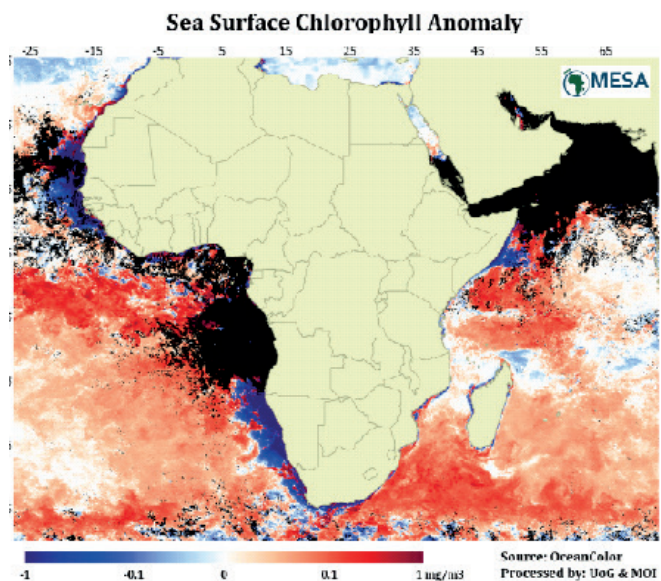 Sea Surface Chlorophyll Anomaly
-25 -15 5 5 15 25 35 45 55 65
MESA
-1 -0.1 0 0.1 1 mg/m3
Source: OceanColor
Processed by: UoG & MOI